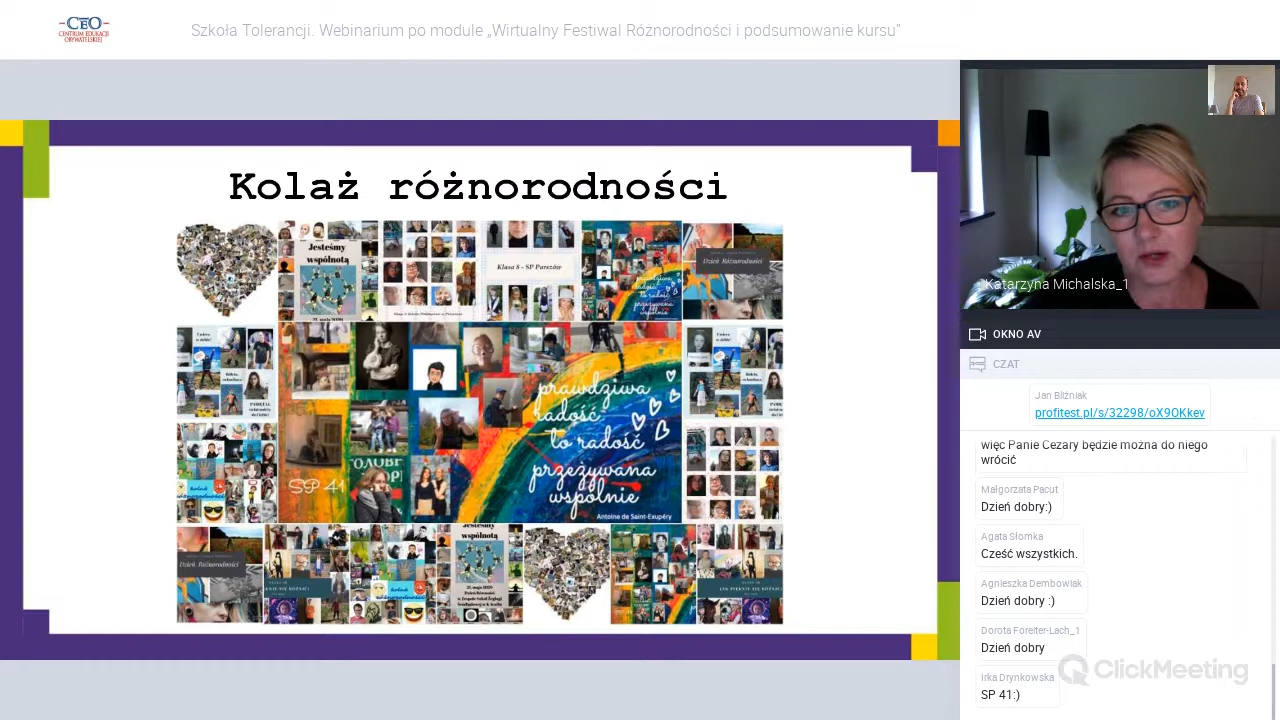 CEO
CENTRUM EDUKACJI
OBYWATELSKIEJ
Szkoła Tolerancji. Webinarium po module „Wirtualny Festiwal Różnorodności i podsumowanie kursu”
Kolaż różnorodności
Jesteśmy
wspólnotą
Klasa 8 - SP Parszów
Dzień Różnorodności
SP 41
prawdziwa
radość,
to radość
przeżywana
wspólnie
Antoine de Saint-Exupéry
Dzień Różnorodności
Jesteśmy
wspólnotą
Katarzyna Michalska_1
OKNO AV
CZAT
Jan Bliźniak
profitest.pl/s/32298/oX9OKkev
więc Panie Cezary będzie można do niego
wrócić
Małgorzata Pacut
Dzień dobry:)
Agata Słomka
Cześć wszystkich.
Agnieszka Dembowiak
Dzień dobry :)
Dorota Foreiter-Lach_1
Dzień dobry
Irka Drynkowska
SP 41:)
ClickMeeting